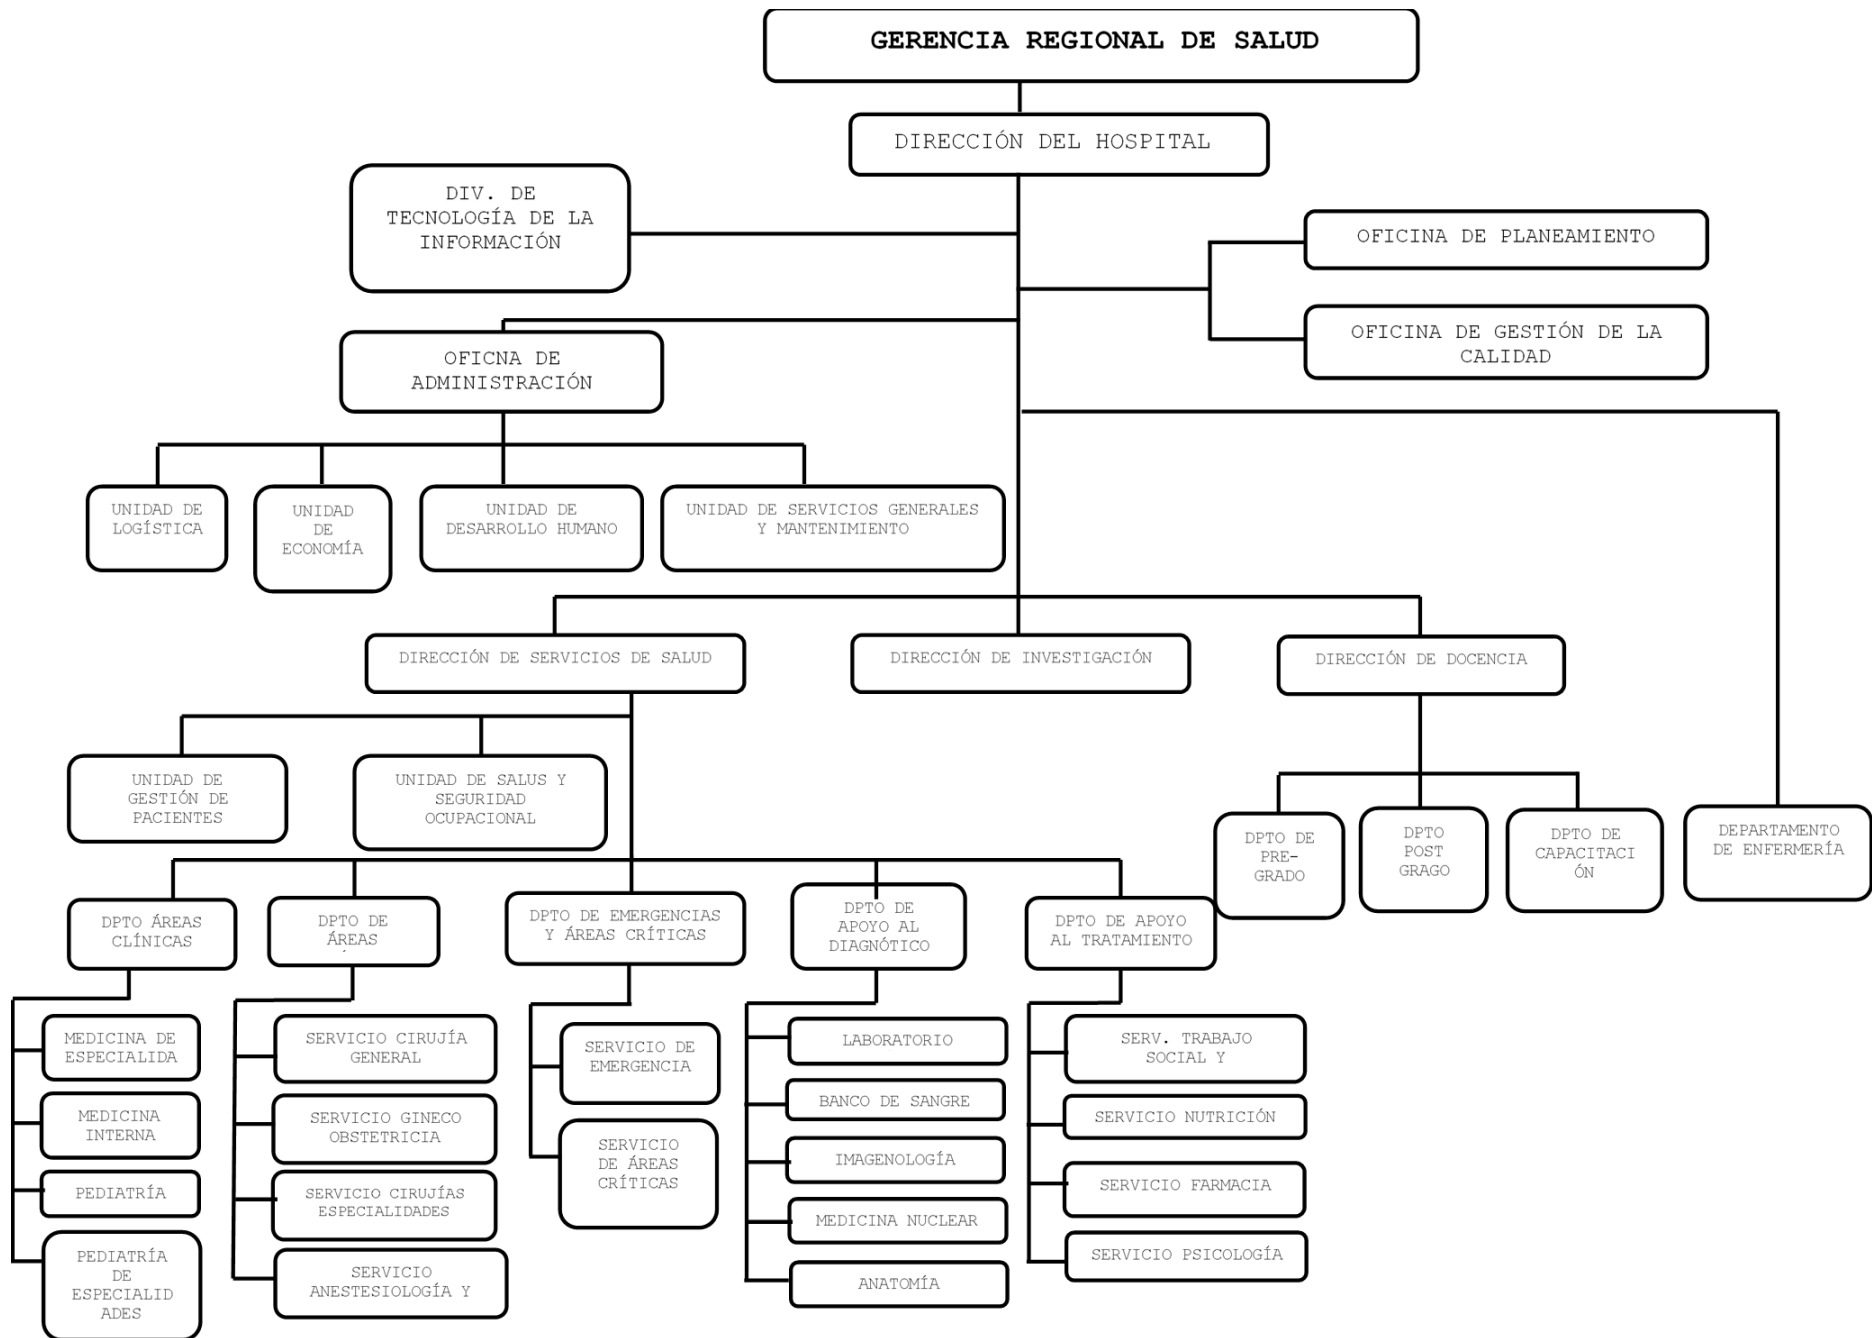 GERENCIA REGIONAL DE SALUD
DIRECCIÓN DEL HOSPITAL
DIV. DE
TECNOLOGÍA DE LA
INFORMACIÓN
OFICINA DE PLANEAMIENTO
OFICINA DE GESTIÓN DE LA
CALIDAD
OFICNA DE
ADMINISTRACIÓN
UNIDAD DE
LOGÍSTICA
UNIDAD
DE
ECONOMÍA
UNIDAD DE
DESARROLLO HUMANO
UNIDAD DE SERVICIOS GENERALES
Y MANTENIMIENTO
DIRECCIÓN DE SERVICIOS DE SALUD
DIRECCIÓN DE INVESTIGACIÓN
DIRECCIÓN DE DOCENCIA
UNIDAD DE
GESTIÓN DE
PACIENTES
UNIDAD DE SALUS Y
SEGURIDAD
OCUPACIONAL
DPTO DE
PRE-
GRADO
DPTO
POST
GRAGO
DPTO DE
CAPACITACI
ÓN
DEPARTAMENTO
DE ENFERMERÍA
DPTO ÁREAS
CLÍNICAS
DPTO DE
ÁREAS
DPTO DE EMERGENCIAS
Y ÁREAS CRÍTICAS
DPTO DE
APOYO AL
DIAGNÓTICO
DPTO DE APOYO
AL TRATAMIENTO
MEDICINA DE
ESPECIALIDA
MEDICINA
INTERNA
PEDIATRÍA
PEDIATRÍA
DE
ESPECIALID
ADES
SERVICIO CIRUJÍA
GENERAL
SERVICIO GINECO
OBSTETRICIA
SERVICIO CIRUJÍAS
ESPECIALIDADES
SERVICIO
ANESTESIOLOGÍA Y
SERVICIO DE
EMERGENCIA
SERVICIO
DE ÁREAS
CRÍTICAS
LABORATORIO
BANCO DE SANGRE
IMAGENOLOGÍA
MEDICINA NUCLEAR
ANATOMÍA
SERV. TRABAJO
SOCIAL Y
SERVICIO NUTRICIÓN
SERVICIO FARMACIA
SERVICIO PSICOLOGÍA